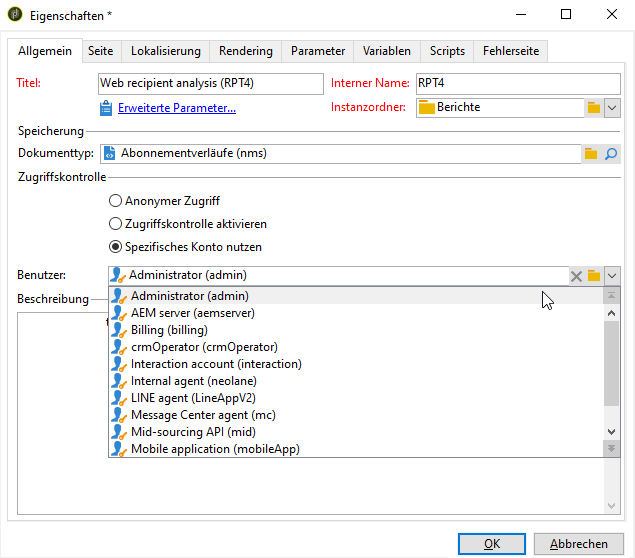 Eigenschaften *
Allgemein Seite Lokalisierung Rendering Parameter Variablen Scripts Fehlerseite
Titel: Web recipient analysis (RPT4) Interner Name: RPT4
Erweiterte Parameter... Instanzordner: Berichte
Speicherung
Dokumenttyp: Abonnementverläufe (nms)
Zugriffskontrolle
Anonymer Zugriff
Zugriffskontrolle aktivieren
Spezifisches Konto nutzen
Benutzer: Administrator (admin)
Beschreibung Administrator (admin)
AEM server (aemserver)
Billing (billing)
crmOperator (crmOperator)
Interaction account (interaction)
Internal agent (neolane)
LINE agent (LineAppV2)
Message Center agent (mc)
Mid-sourcing API (mid)
Mobile application (mobileApp)
OK Abbrechen